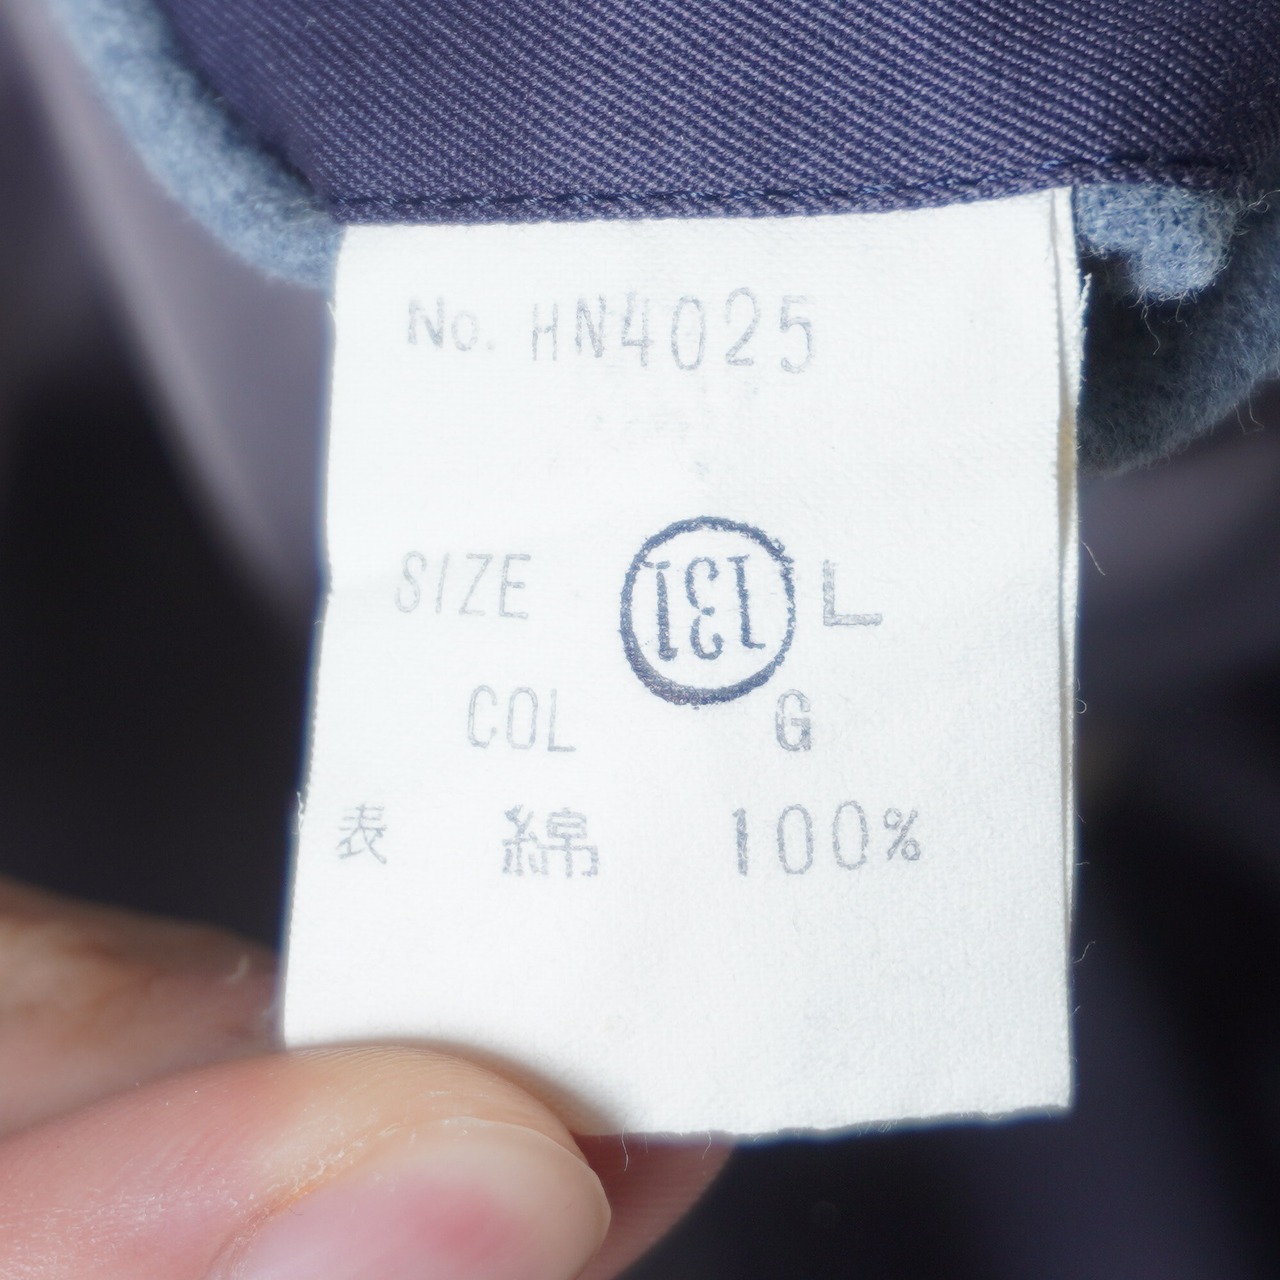 No. HN4025
SIZE 131 L
COL G
表 綿 100%